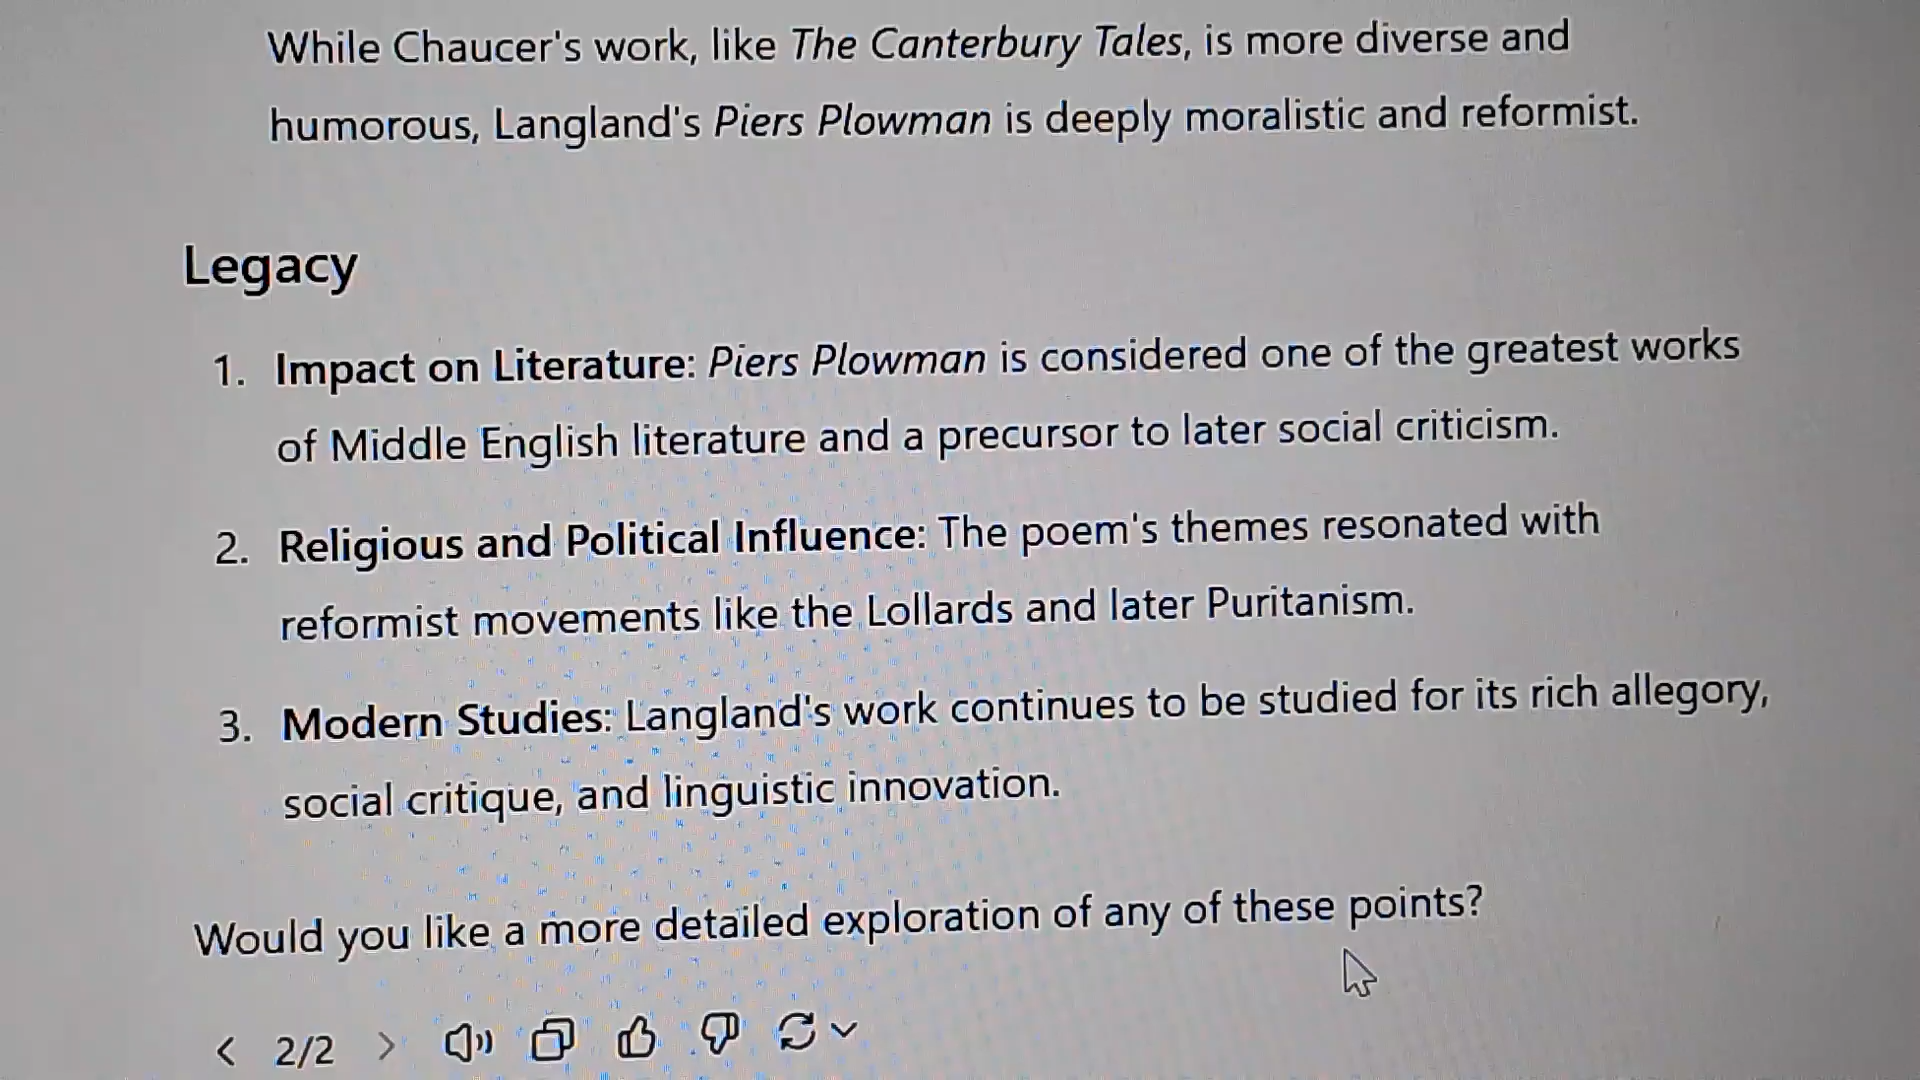 While Chaucer's work, like The Canterbury Tales, is more diverse and
humorous, Langland's Piers Plowman is deeply moralistic and reformist.
Legacy
1. Impact on Literature: Piers Plowman is considered one of the greatest works
of Middle English literature and a precursor to later social criticism.
2. Religious and Political Influence: The poem's themes resonated with
reformist movements like the Lollards and later Puritanism.
3. Modern Studies: Langland's work continues to be studied for its rich allegory,
social critique, and linguistic innovation.
Would you like a more detailed exploration of any of these points?
< 2/2 >